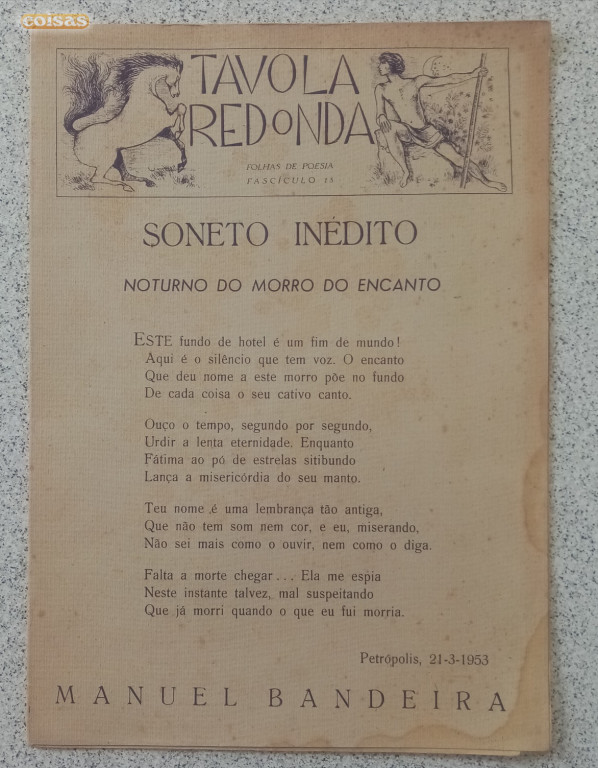 coisas
TAVOLA
REDONDA
FOLHAS DE POESIA
FASCÍCULO 15
SONETO INÉDITO
NOTURNO DO MORRO DO ENCANTO
ESTE fundo de hotel é um fim de mundo!
Aqui é o silêncio que tem voz. O encanto
Que deu nome a este morro põe no fundo
De cada coisa o seu cativo canto.
Ouço o tempo, segundo por segundo,
Urdir a lenta eternidade. Enquanto
Fátima ao pó de estrelas sitibundo
Lança a misericórdia do seu manto.
Teu nome é uma lembrança tão antiga,
Que não tem som nem cor, e eu, miserando,
Não sei mais como o ouvir, nem como o diga.
Falta a morte chegar... Ela me espia
Neste instante talvez, mal suspeitando
Que já morri quando o que eu fui morria.
Petrópolis, 21-3-1953
MANUEL BANDEIRA